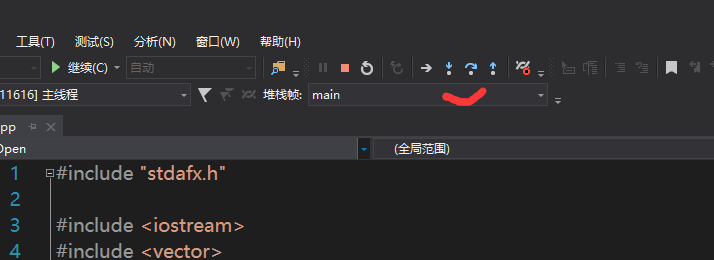 工具(T) 测试(S) 分析(N) 窗口(W) 帮助(H)
继续(C) 自动
11616] 主线程 堆栈帧: main
pp
Open (全局范围)
1 #include "stdafx.h"
2
3 #include <iostream>
4 #include <vector>